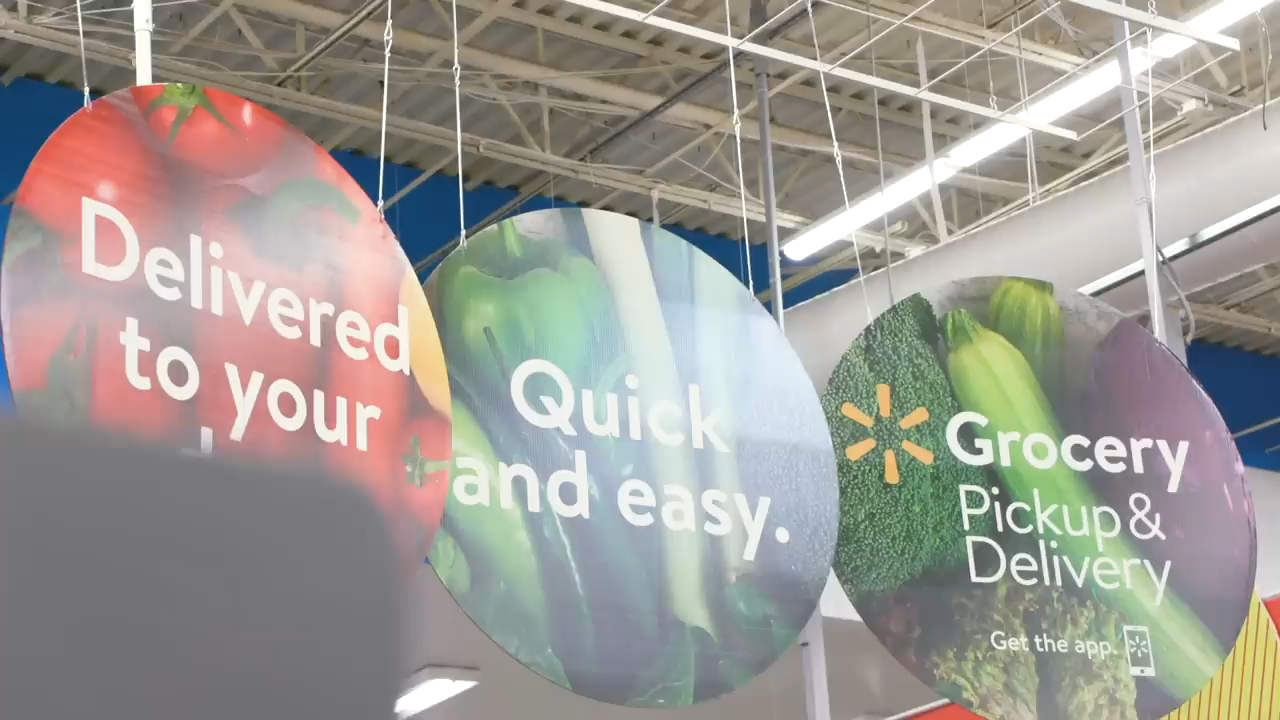 Delivered
to your
Quick
and easy.
Grocery
Pickup &
Delivery
Get the app.